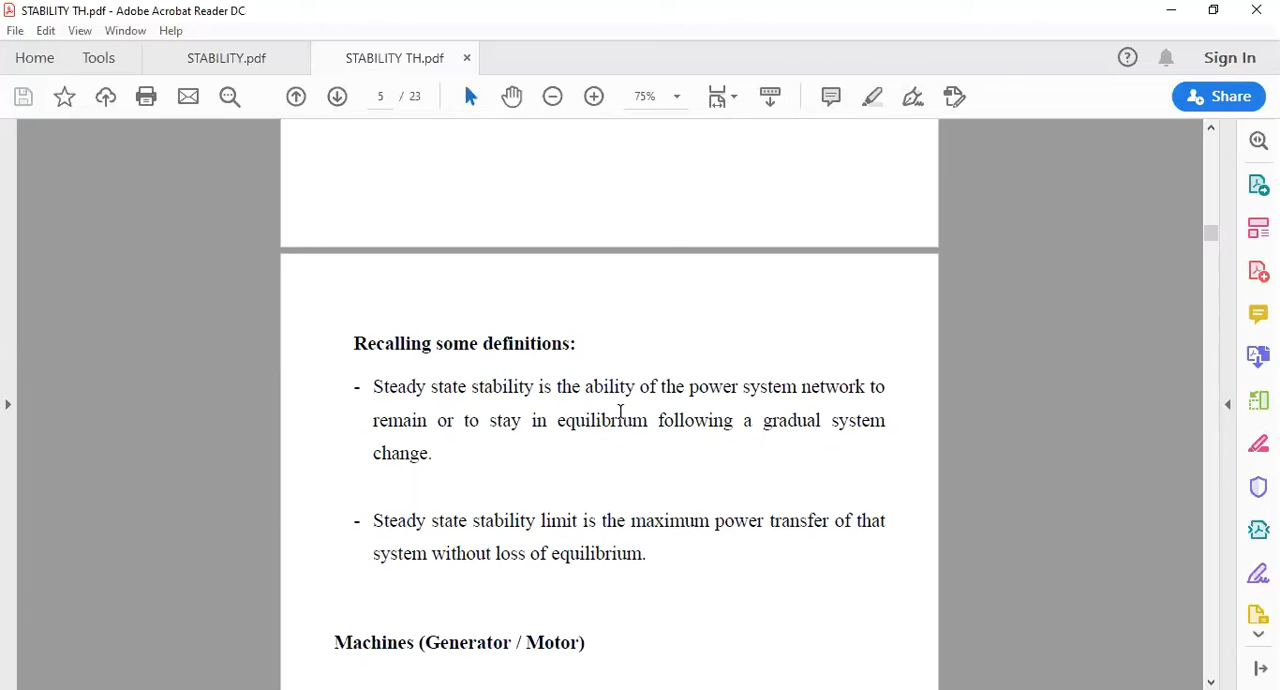 STABILITY TH.pdf - Adobe Acrobat Reader DC
File Edit View Window Help
Home Tools STABILITY.pdf STABILITY TH.pdf × Sign In
5 / 23 75% Share
Recalling some definitions:
- Steady state stability is the ability of the power system network to
remain or to stay in equilibrium following a gradual system
change.
- Steady state stability limit is the maximum power transfer of that
system without loss of equilibrium.
Machines (Generator / Motor)